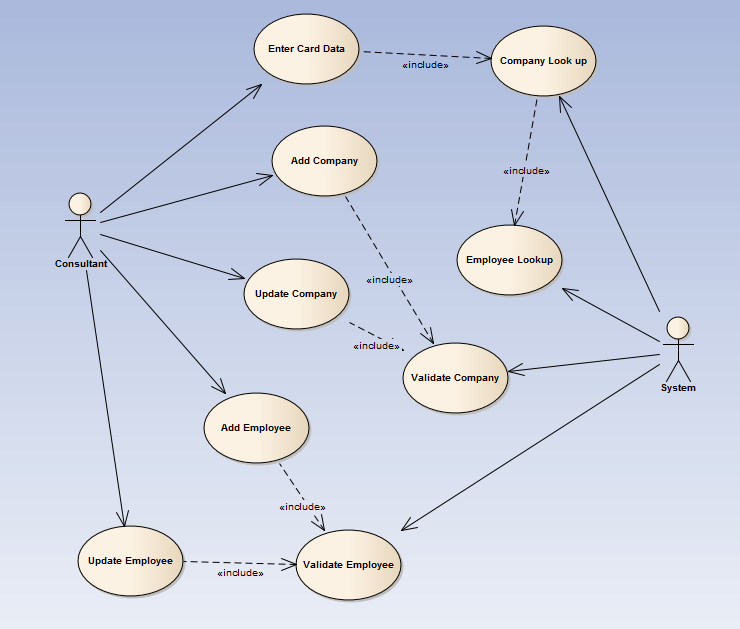 Enter Card Data
«include»
Company Look up
Add Company
«include»
Consultant
Employee Lookup
«include»
Update Company
«include»
Validate Company
System
Add Employee
«include»
Update Employee
«include»
Validate Employee